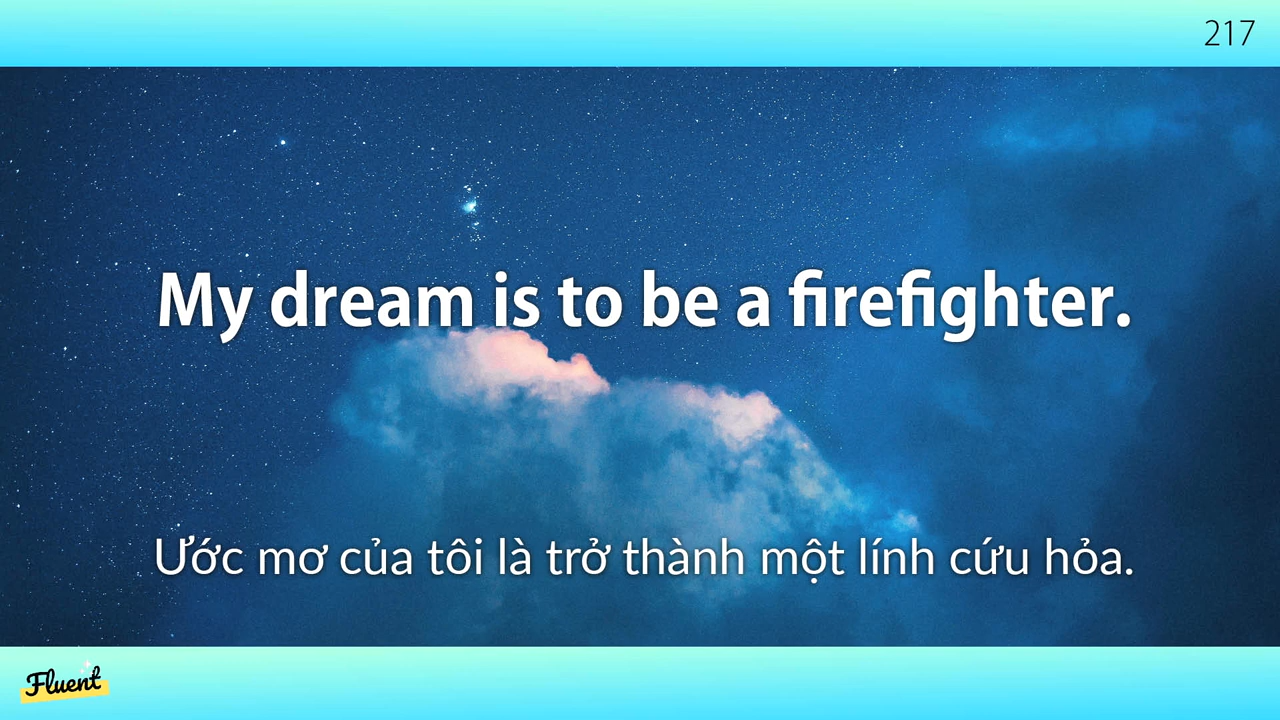 217
My dream is to be a firefighter.
Ước mơ của tôi là trở thành một lính cứu hỏa.
Fluent